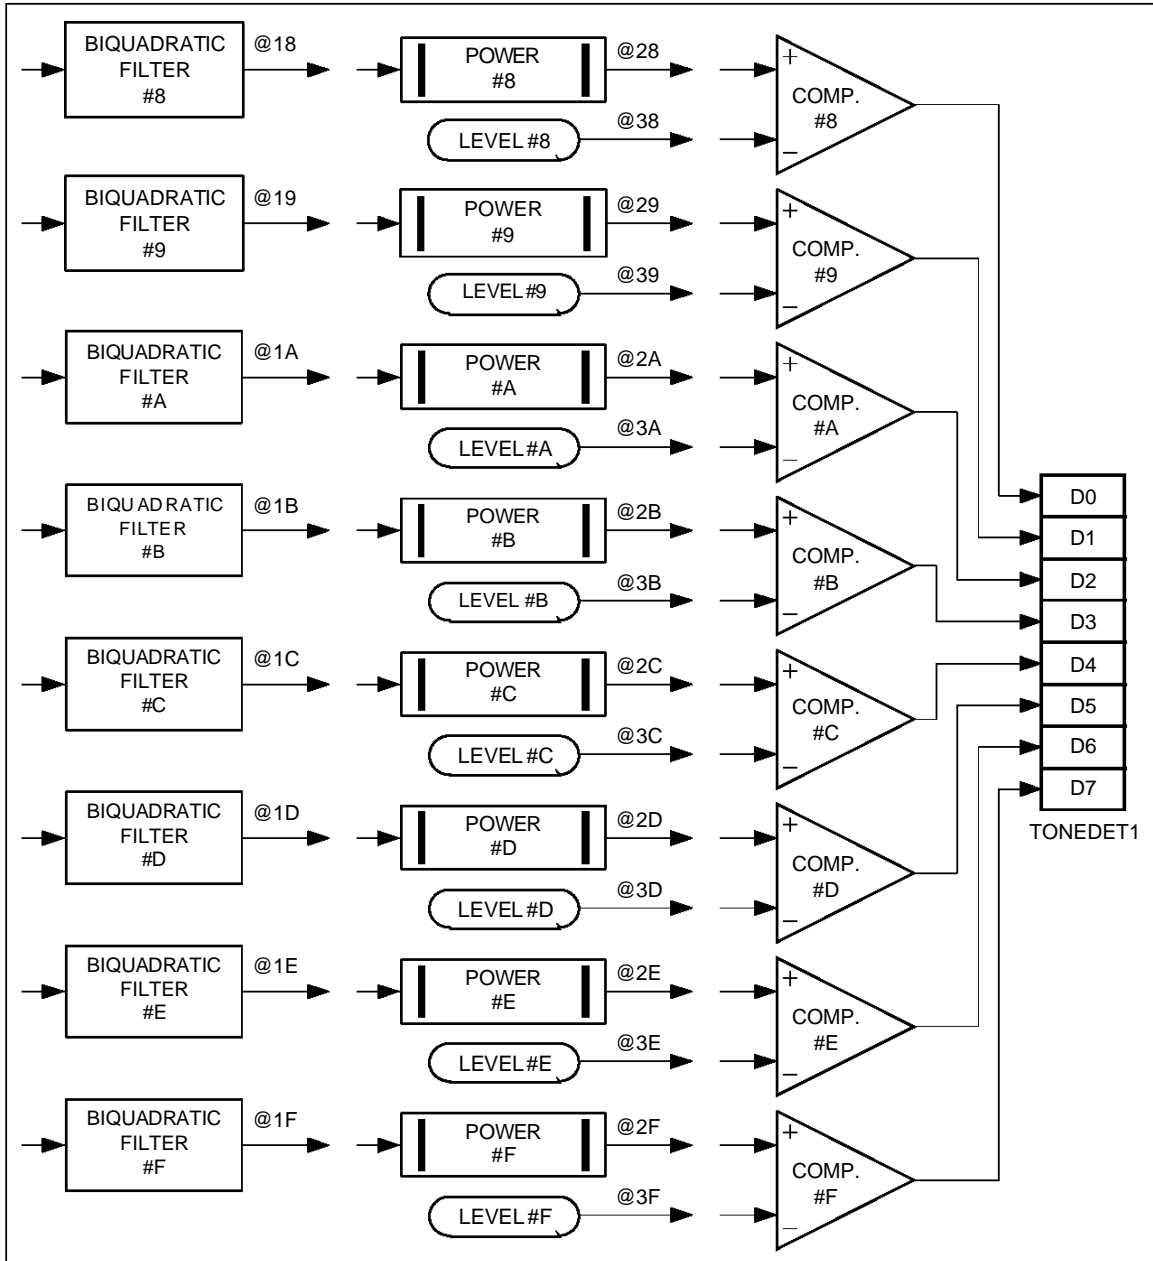 BIQUADRATIC
FILTER
#8
@18
POWER
#8
@28
LEVEL #8
@38
+
−
COMP.
#8
BIQUADRATIC
FILTER
#9
@19
POWER
#9
@29
LEVEL #9
@39
+
−
COMP.
#9
BIQUADRATIC
FILTER
#A
@1A
POWER
#A
@2A
LEVEL #A
@3A
+
−
COMP.
#A
BIQUADRATIC
FILTER
#B
@1B
POWER
#B
@2B
LEVEL #B
@3B
+
−
COMP.
#B
BIQUADRATIC
FILTER
#C
@1C
POWER
#C
@2C
LEVEL #C
@3C
+
−
COMP.
#C
BIQUADRATIC
FILTER
#D
@1D
POWER
#D
@2D
LEVEL #D
@3D
+
−
COMP.
#D
BIQUADRATIC
FILTER
#E
@1E
POWER
#E
@2E
LEVEL #E
@3E
+
−
COMP.
#E
BIQUADRATIC
FILTER
#F
@1F
POWER
#F
@2F
LEVEL #F
@3F
+
−
COMP.
#F
D0
D1
D2
D3
D4
D5
D6
D7
TONEDET1